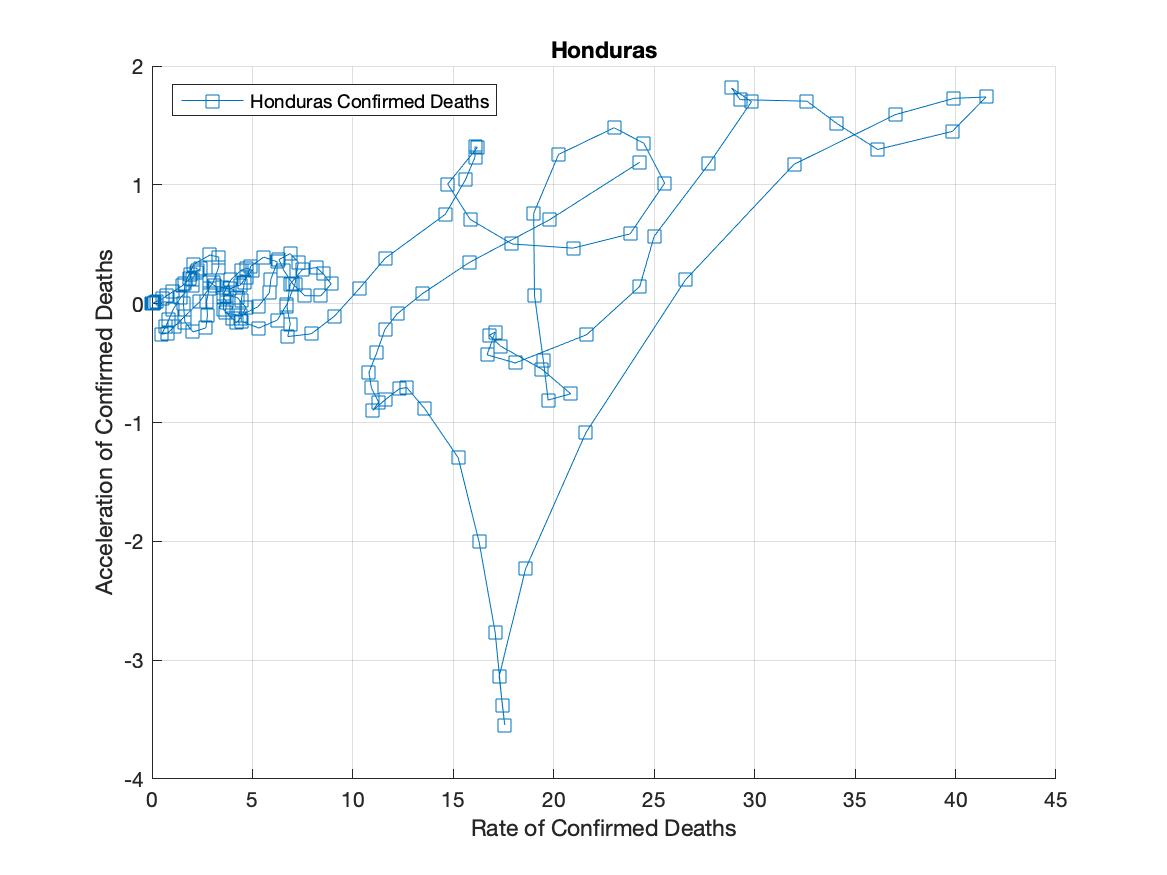 Honduras
Honduras Confirmed Deaths
2
1
0
-1
-2
-3
-4
0 5 10 15 20 25 30 35 40 45
Acceleration of Confirmed Deaths
Rate of Confirmed Deaths